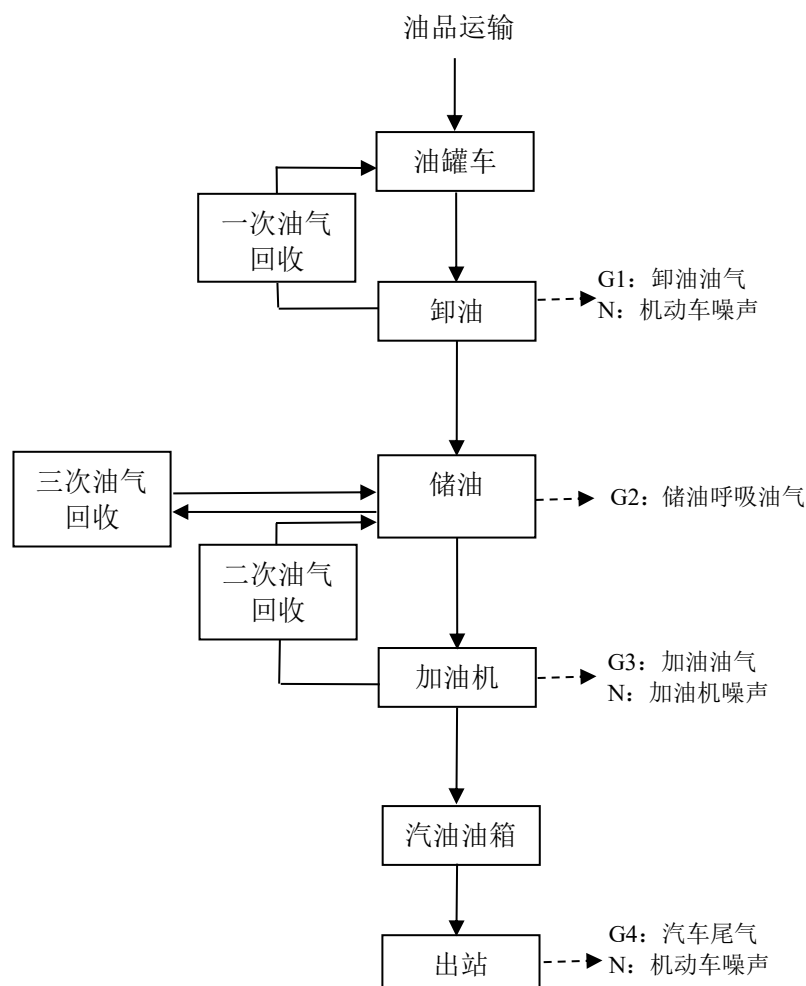 油品运输
油罐车
一次油气
回收
G1：卸油油气
N：机动车噪声
卸油
三次油气
回收
储油
G2：储油呼吸油气
二次油气
回收
加油机
G3：加油油气
N：加油机噪声
汽油油箱
出站
G4：汽车尾气
N：机动车噪声